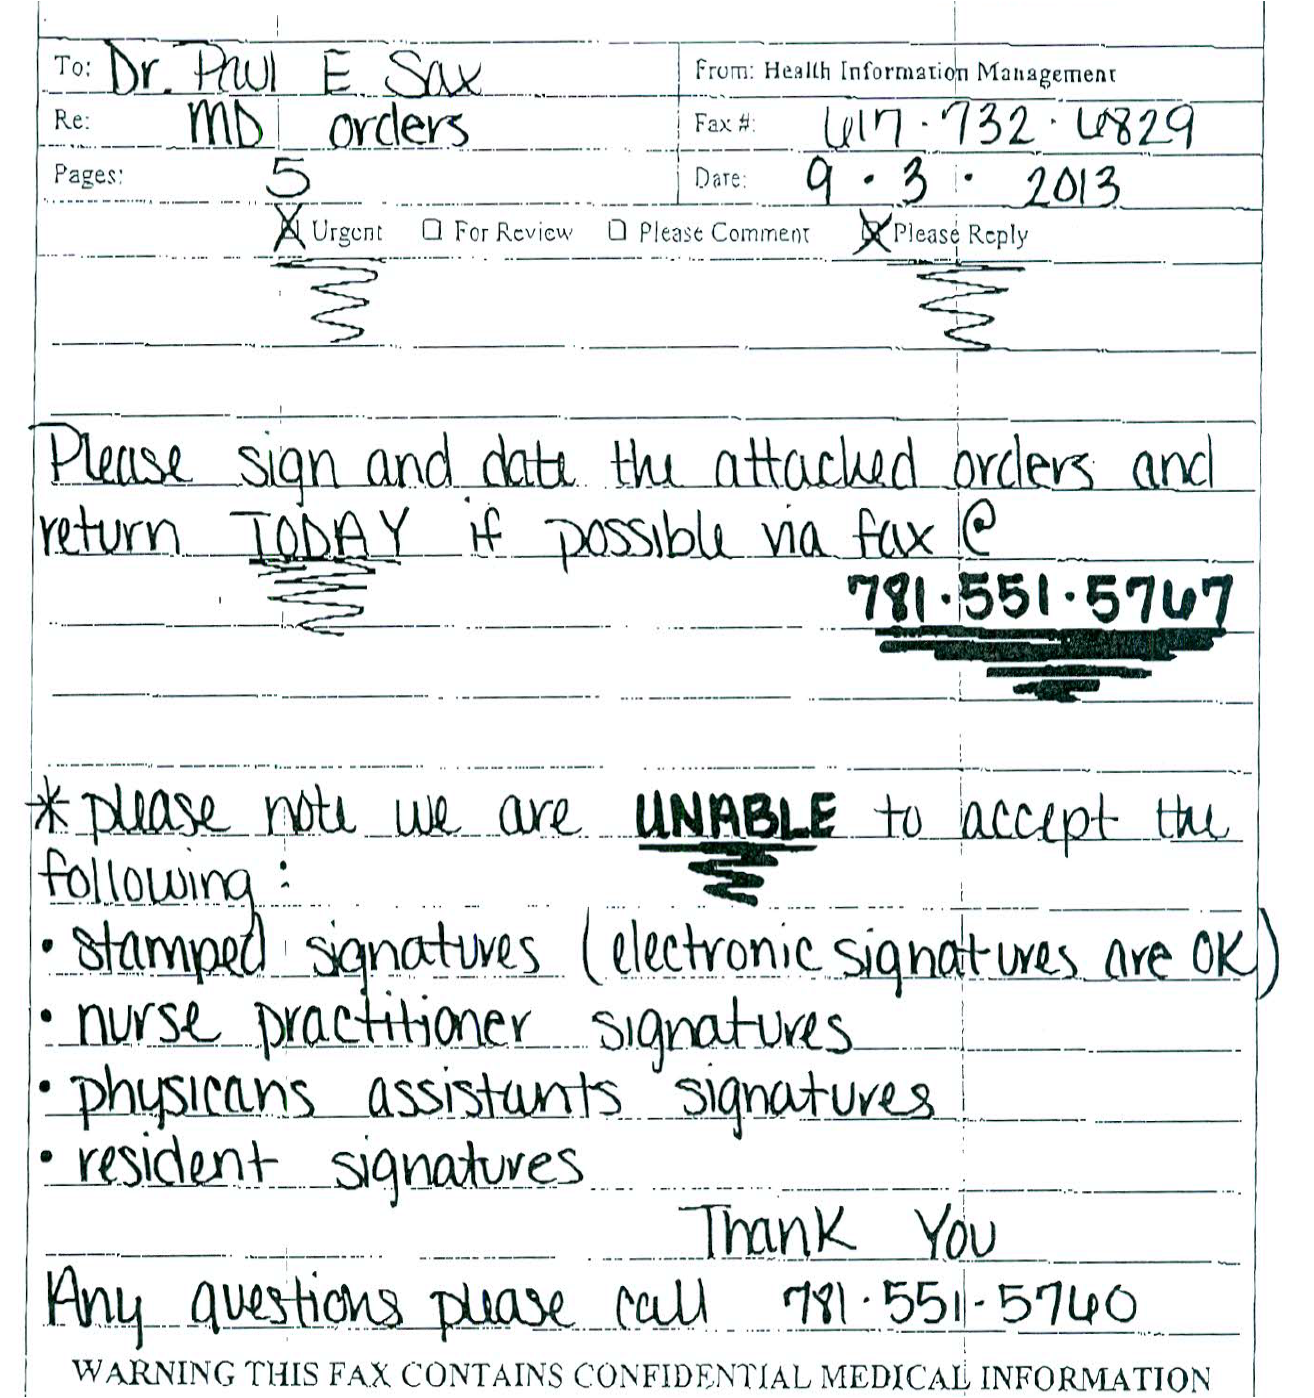 To: Dr. Paul E. Sax From: Health Information Management
Re: MD orders Fax #: 617·732·6829
Pages: 5 Date: 9·3·2013
Urgent For Review Please Comment Please Reply
Please sign and date the attached orders and
return TODAY if possible via fax @
781·551·5767
*please note we are UNABLE to accept the
following:
• stamped signatures (electronic signatures are OK)
• nurse practitioner signatures
• physicans assistants signatures
• resident signatures
Thank You
Any questions please call 781·551·5760
WARNING THIS FAX CONTAINS CONFIDENTIAL MEDICAL INFORMATION